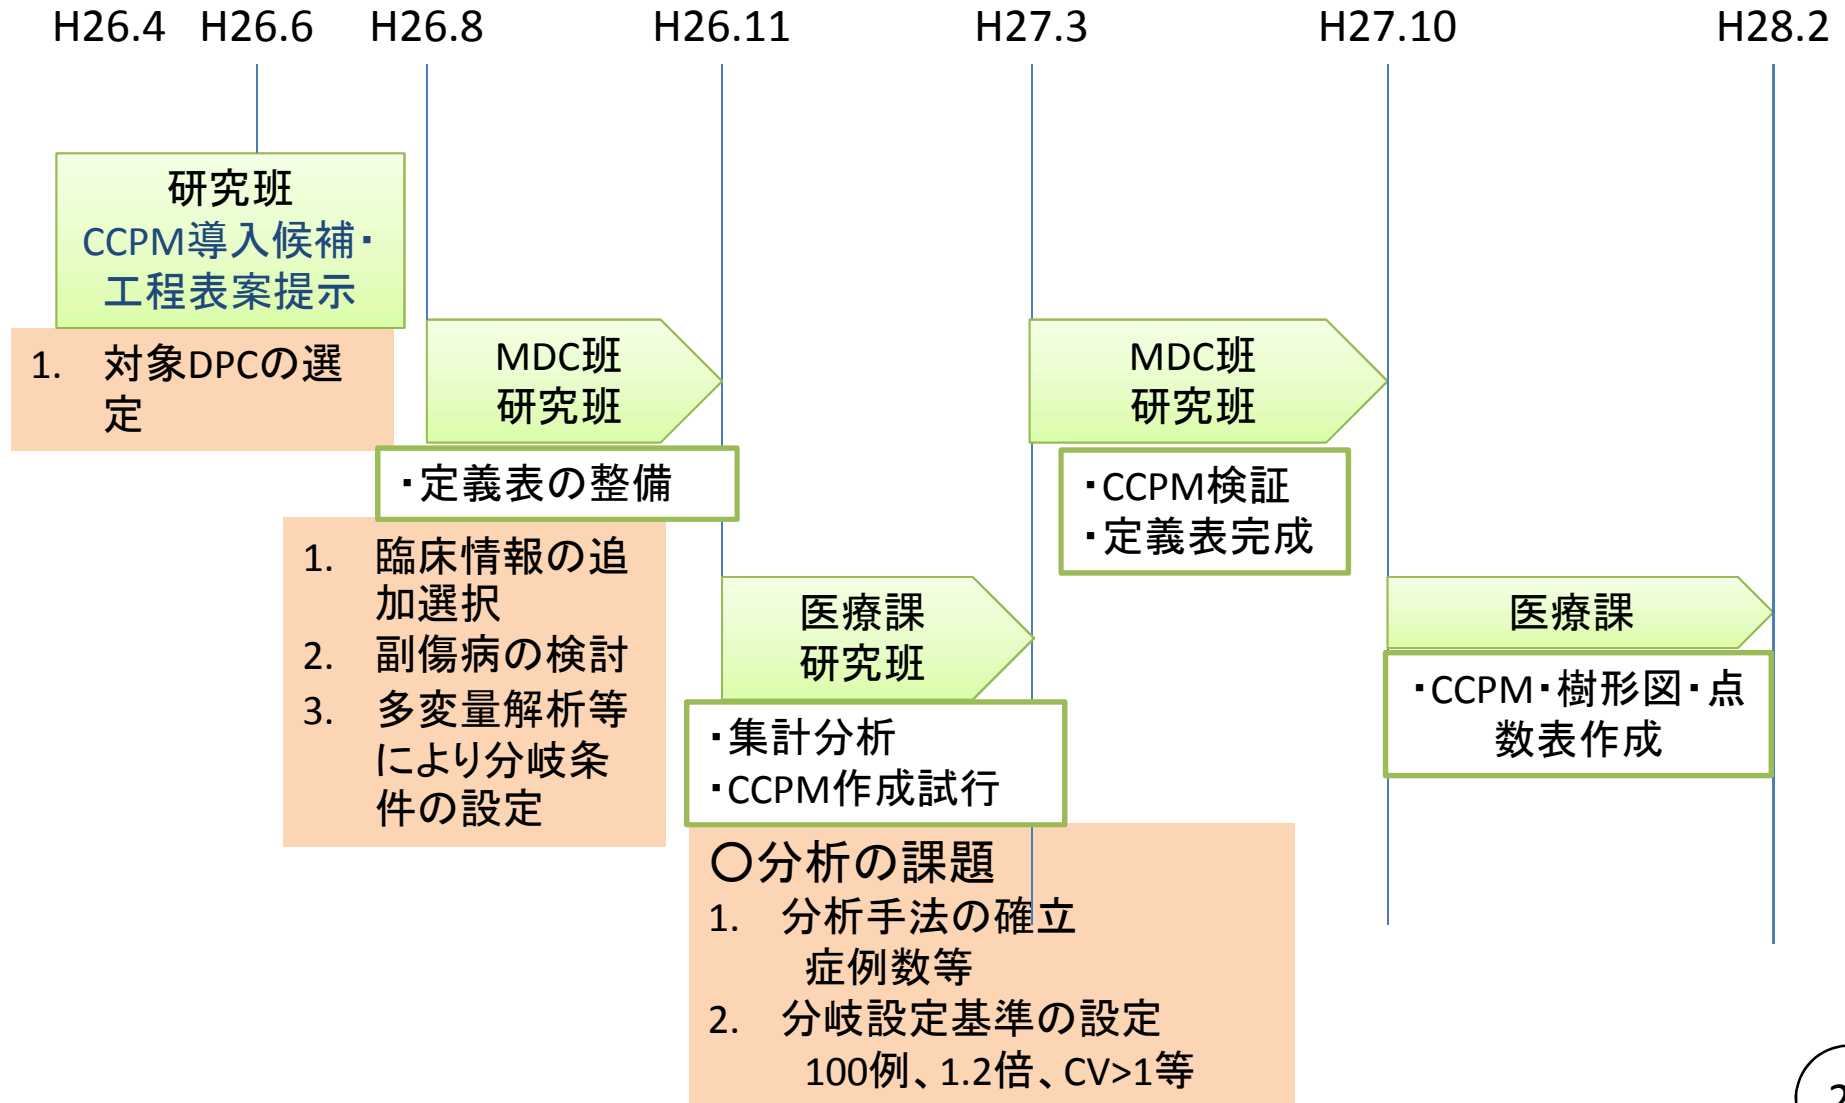 H26.4 H26.6 H26.8 H26.11 H27.3 H27.10 H28.2
研究班
CCPM導入候補・
工程表案提示
1. 対象DPCの選
定
MDC班
研究班
・定義表の整備
1. 臨床情報の追
加選択
2. 副傷病の検討
3. 多変量解析等
により分岐条
件の設定
医療課
研究班
・集計分析
・CCPM作成試行
〇分析の課題
1. 分析手法の確立
症例数等
2. 分岐設定基準の設定
100例、1.2倍、CV>1等
MDC班
研究班
・CCPM検証
・定義表完成
医療課
・CCPM・樹形図・点
数表作成
2